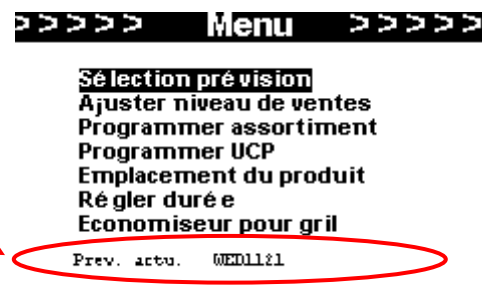 >>>>> Menu >>>>>
Sélection prévision
Ajuster niveau de ventes
Programmer assortiment
Programmer UCP
Emplacement du produit
Régler durée
Economiseur pour gril
Prev. actu. WED1121